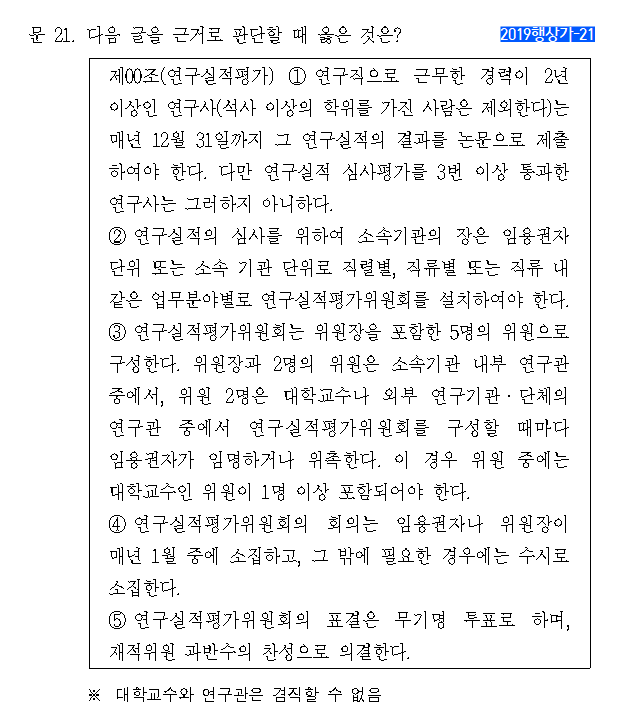 문 21. 다음 글을 근거로 판단할 때 옳은 것은?
2019행상가-21
제00조(연구실적평가) ① 연구직으로 근무한 경력이 2년
이상인 연구사(석사 이상의 학위를 가진 사람은 제외한다)는
매년 12월 31일까지 그 연구실적의 결과를 논문으로 제출
하여야 한다. 다만 연구실적 심사평가를 3번 이상 통과한
연구사는 그러하지 아니하다.
② 연구실적의 심사를 위하여 소속기관의 장은 임용권자
단위 또는 소속 기관 단위로 직렬별, 직류별 또는 직류 내
같은 업무분야별로 연구실적평가위원회를 설치하여야 한다.
③ 연구실적평가위원회는 위원장을 포함한 5명의 위원으로
구성한다. 위원장과 2명의 위원은 소속기관 내부 연구관
중에서, 위원 2명은 대학교수나 외부 연구기관·단체의
연구관 중에서 연구실적평가위원회를 구성할 때마다
임용권자가 임명하거나 위촉한다. 이 경우 위원 중에는
대학교수인 위원이 1명 이상 포함되어야 한다.
④ 연구실적평가위원회의 회의는 임용권자나 위원장이
매년 1월 중에 소집하고, 그 밖에 필요한 경우에는 수시로
소집한다.
⑤ 연구실적평가위원회의 표결은 무기명 투표로 하며,
재적위원 과반수의 찬성으로 의결한다.
※ 대학교수와 연구관은 겸직할 수 없음